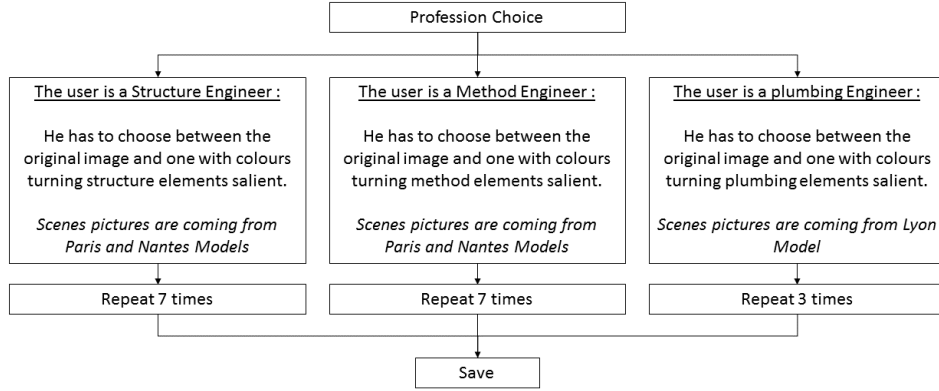 Profession Choice
The user is a Structure Engineer :
He has to choose between the
original image and one with colours
turning structure elements salient.
Scenes pictures are coming from
Paris and Nantes Models
Repeat 7 times
The user is a Method Engineer :
He has to choose between the
original image and one with colours
turning method elements salient.
Scenes pictures are coming from
Paris and Nantes Models
Repeat 7 times
The user is a plumbing Engineer :
He has to choose between the
original image and one with colours
turning plumbing elements salient.
Scenes pictures are coming from Lyon
Model
Repeat 3 times
Save